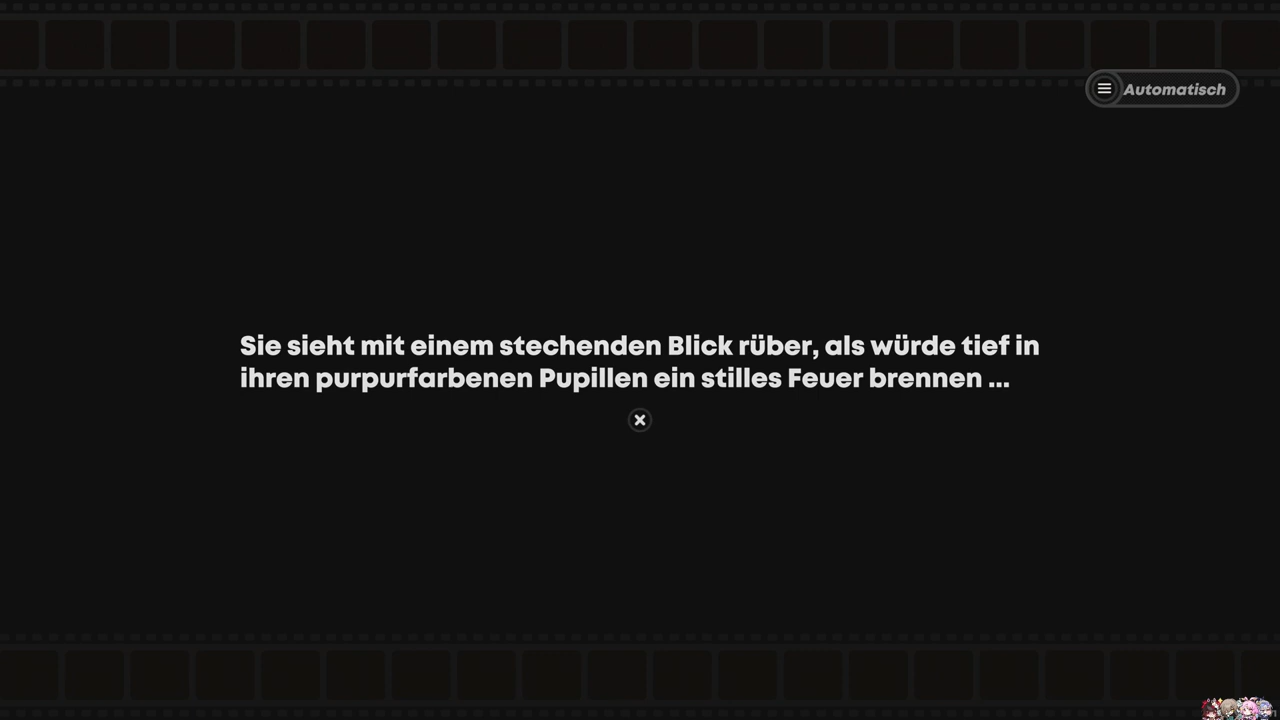 Automatisch
Sie sieht mit einem stechenden Blick rüber, als würde tief in
ihren purpurfarbenen Pupillen ein stilles Feuer brennen ...